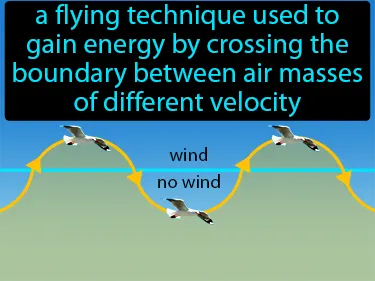 a flying technique used to
gain energy by crossing the
boundary between air masses
of different velocity
wind
no wind